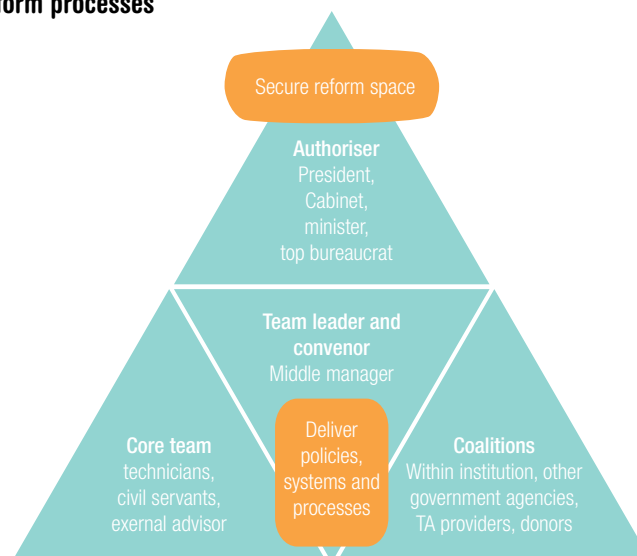 form processes
Secure reform space
Authoriser
President,
Cabinet,
minister,
top bureaucrat
Team leader and
convenor
Middle manager
Deliver
policies,
systems and
processes
Core team
technicians,
civil servants,
exernal advisor
Coalitions
Within institution, other
government agencies,
TA providers, donors